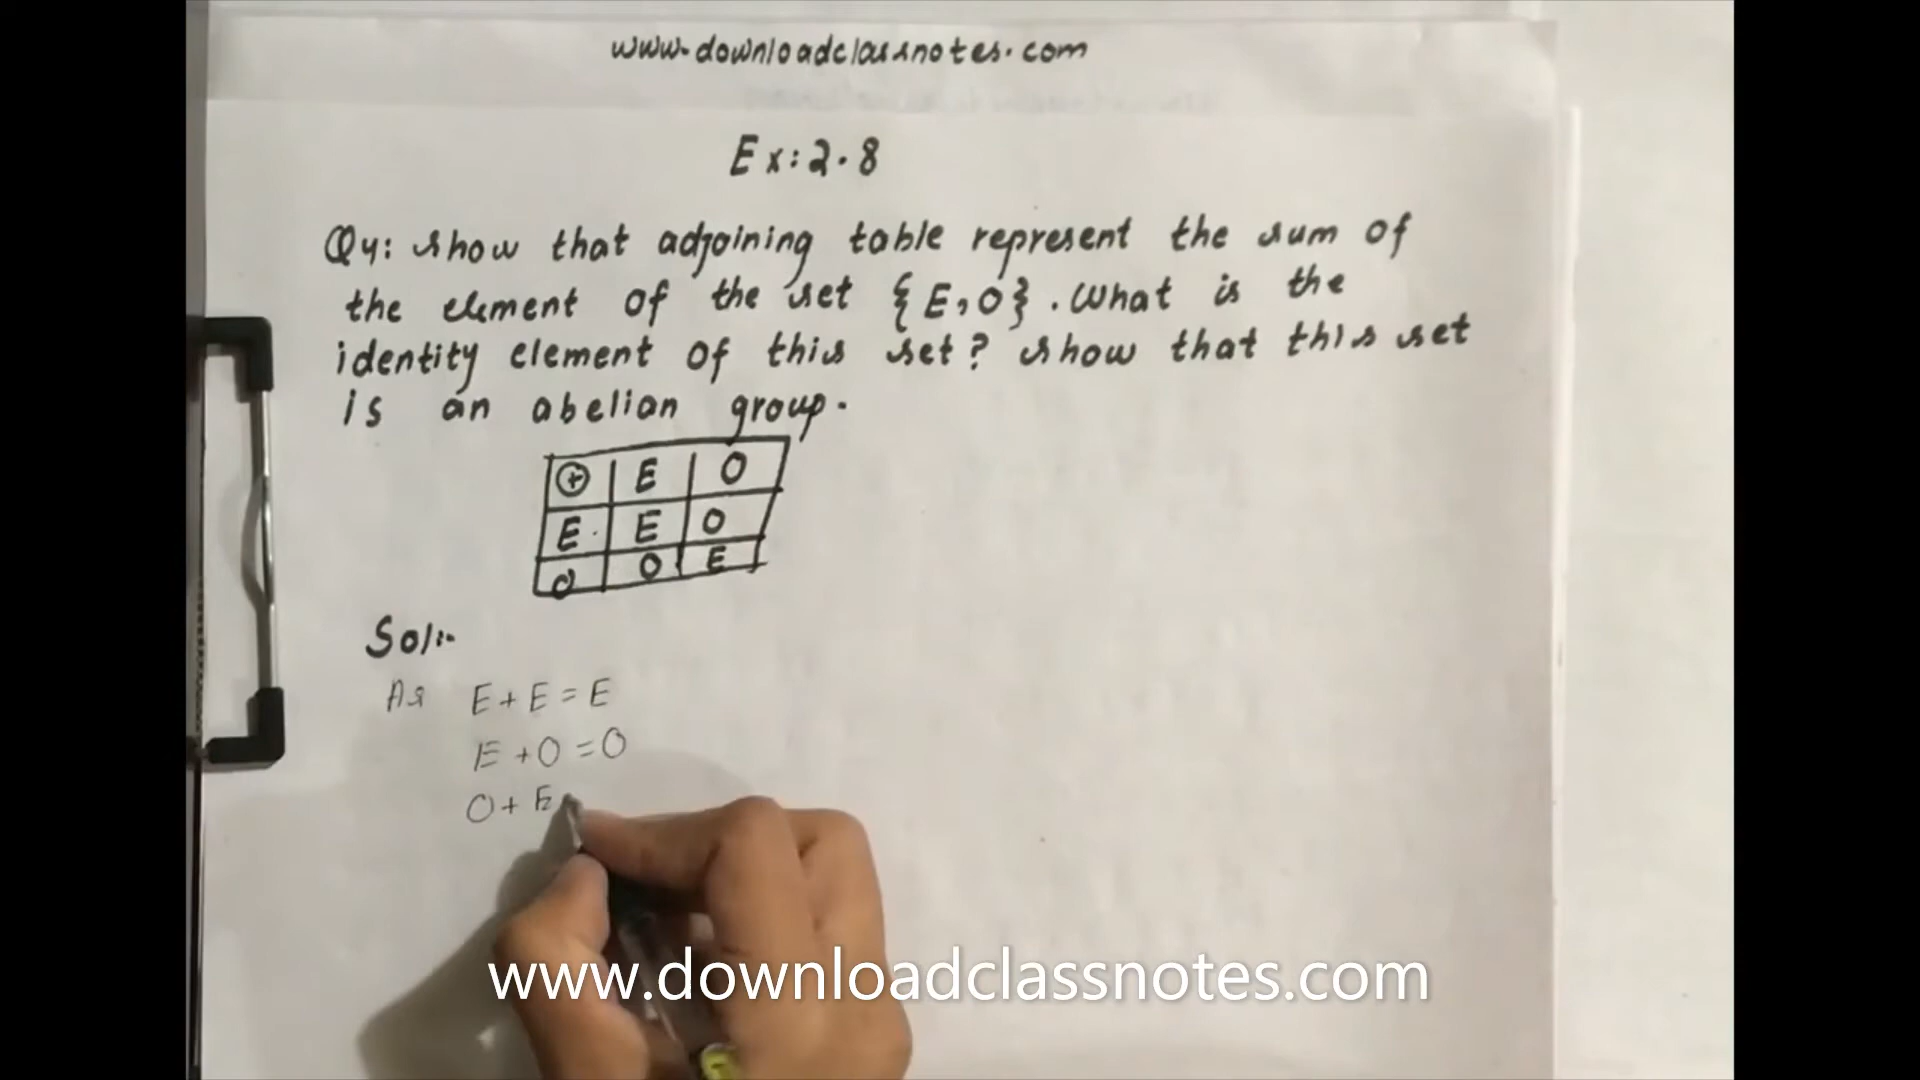 www.downloadclassnotes.com
Ex:2.8
Q4: show that adjoining table represent the sum of
the element of the set {E,O}. What is the
identity element of this set? show that this set
is an abelian group.
⊕ E O
E E O
O O E
Sol:-
As E+E=E
E+O=O
O+E
www.downloadclassnotes.com